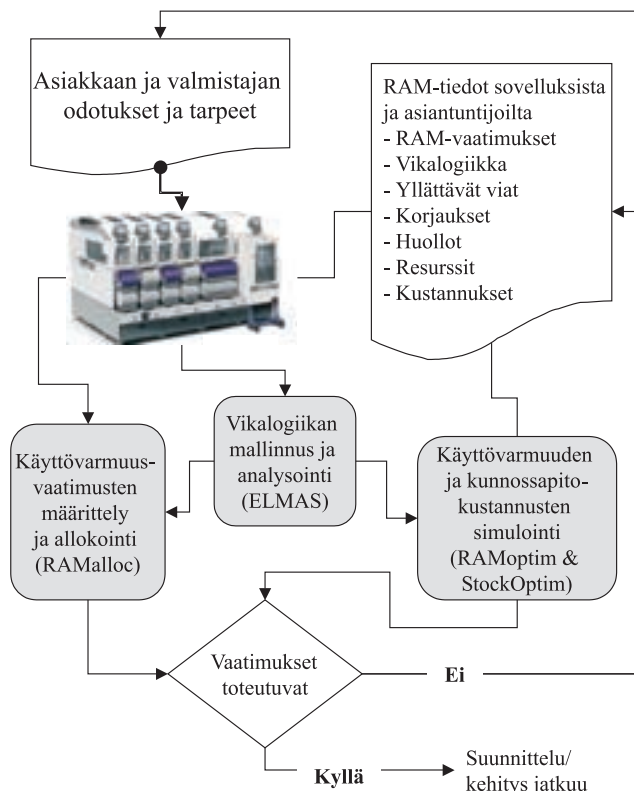 Asiakkaan ja valmistajan
odotukset ja tarpeet
RAM-tiedot sovelluksista
ja asiantuntijoilta
- RAM-vaatimukset
- Vikalogiikka
- Yllättävät viat
- Korjaukset
- Huollot
- Resurssit
- Kustannukset
Käyttövarmuus-
vaatimusten
määrittely
ja allokointi
(RAMalloc)
Vikalogiikan
mallinnus ja
analysointi
(ELMAS)
Käyttövarmuuden
ja kunnossapito-
kustannusten
simulointi
(RAMoptim &
StockOptim)
Vaatimukset
toteutuvat
Ei
Kyllä
Suunnittelu/
kehitys jatkuu